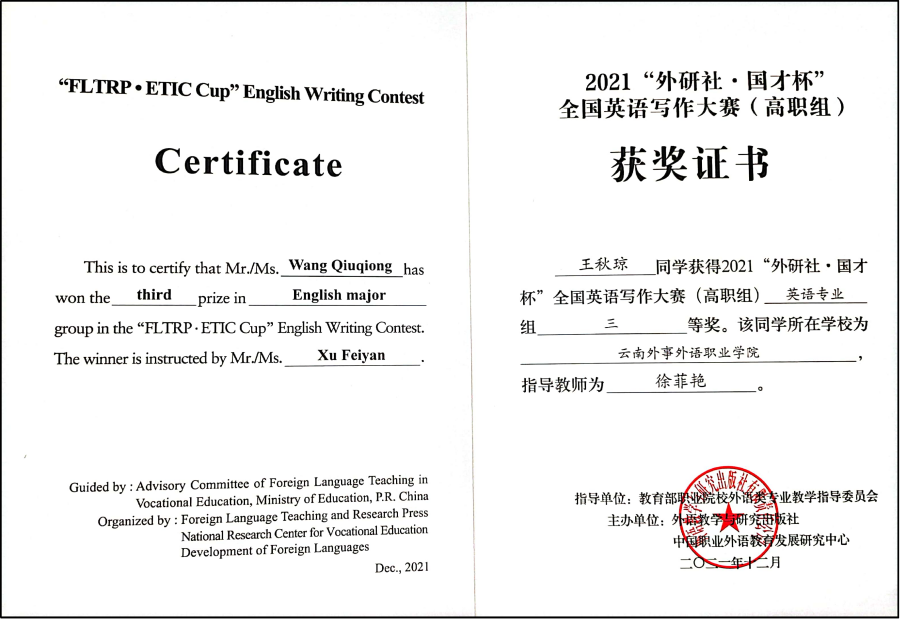 “FLTRP • ETIC Cup” English Writing Contest
Certificate
This is to certify that Mr./Ms. Wang Qiuqiong has
won the third prize in English major
group in the “FLTRP · ETIC Cup” English Writing Contest.
The winner is instructed by Mr./Ms. Xu Feiyan .
Guided by : Advisory Committee of Foreign Language Teaching in
Vocational Education, Ministry of Education, P.R. China
Organized by : Foreign Language Teaching and Research Press
National Research Center for Vocational Education
Development of Foreign Languages
Dec., 2021
2021 “外研社 · 国才杯”
全国英语写作大赛（高职组）
获奖证书
王秋琼 同学获得2021 “外研社 · 国才
杯” 全国英语写作大赛（高职组） 英语专业
组 三 等奖。该同学所在学校为
云南外事外语职业学院 ，
指导教师为 徐菲艳 。
指导单位：教育部职业院校外语类专业教学指导委员会
主办单位：外语教学与研究出版社
中国职业外语教育发展研究中心
二〇二一年十二月